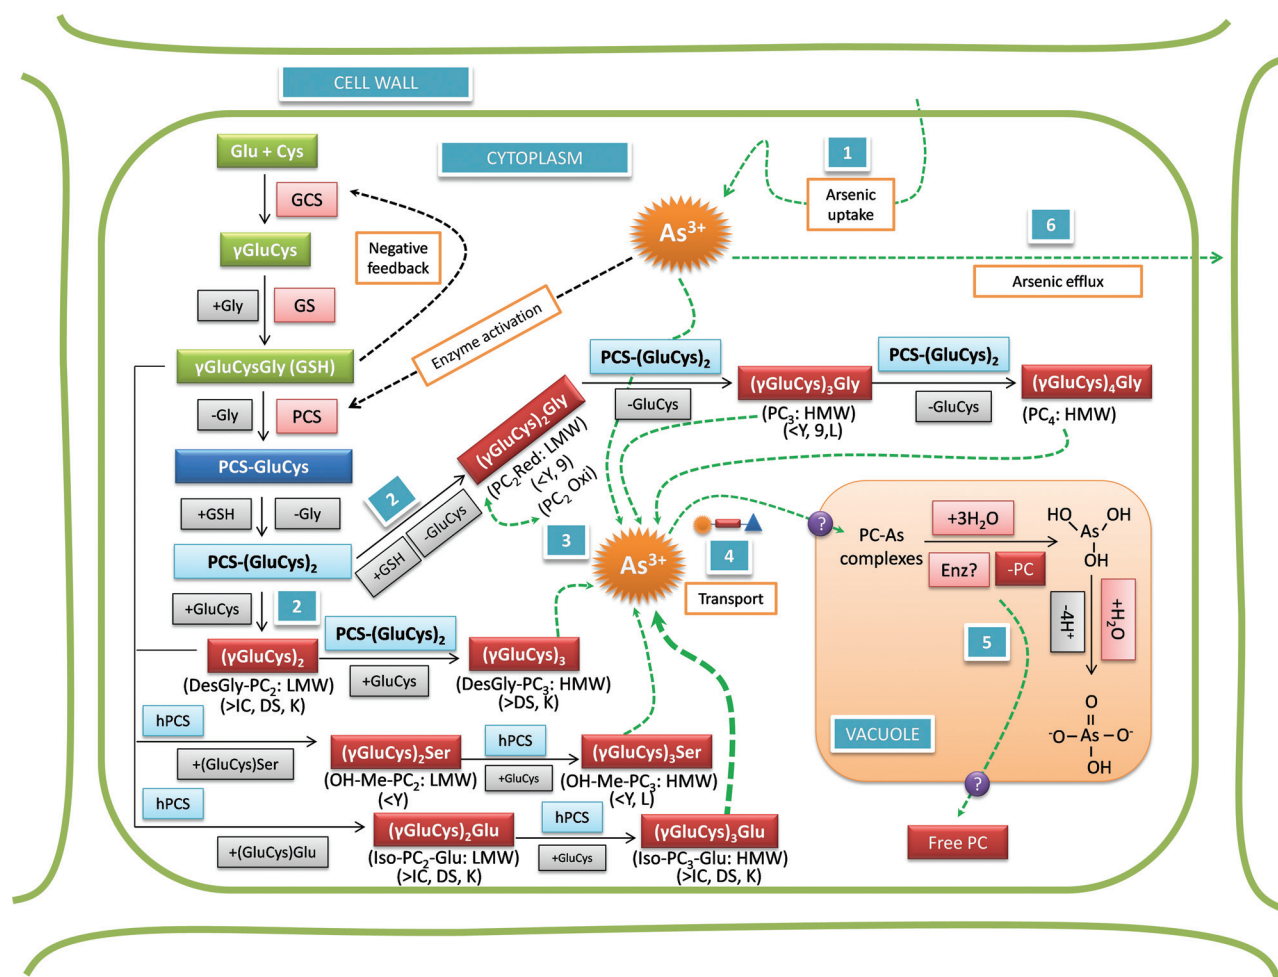 CELL WALL
CYTOPLASM
Glu + Cys
GCS
γGluCys
Negative
feedback
+Gly
GS
γGluCysGly (GSH)
-Gly
PCS
PCS-GluCys
+GSH
-Gly
PCS-(GluCys)₂
+GluCys
2
Enzyme activation
As³⁺
1
Arsenic
uptake
6
Arsenic efflux
2
+GSH
-GluCys
(γGluCys)₂Gly
(PC₂Red: LMW)
(<Y, 9)
(PC₂ Oxi)
PCS-(GluCys)₂
-GluCys
(γGluCys)₃Gly
(PC₃: HMW)
(<Y, 9,L)
PCS-(GluCys)₂
-GluCys
(γGluCys)₄Gly
(PC₄: HMW)
3
As³⁺
4
Transport
(γGluCys)₂
(DesGly-PC₂: LMW)
(>IC, DS, K)
PCS-(GluCys)₂
+GluCys
(γGluCys)₃
(DesGly-PC₃: HMW)
(>DS, K)
hPCS
+(GluCys)Ser
(γGluCys)₂Ser
(OH-Me-PC₂: LMW)
(<Y)
hPCS
+GluCys
(γGluCys)₃Ser
(OH-Me-PC₃: HMW)
(<Y, L)
hPCS
+(GluCys)Glu
(γGluCys)₂Glu
(Iso-PC₂-Glu: LMW)
(>IC, DS, K)
hPCS
+GluCys
(γGluCys)₃Glu
(Iso-PC₃-Glu: HMW)
(>IC, DS, K)
?
PC-As
complexes
+3H₂O
Enz?
-PC
HO
OH
As
OH
-4H⁺
+H₂O
5
O
⁻O-As-O⁻
OH
VACUOLE
?
Free PC